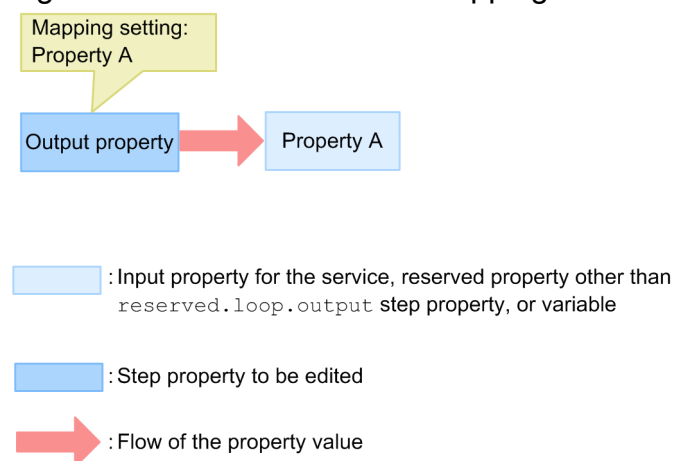 Mapping setting:
Property A
Output property
Property A
: Input property for the service, reserved property other than
reserved.loop.output step property, or variable
: Step property to be edited
: Flow of the property value